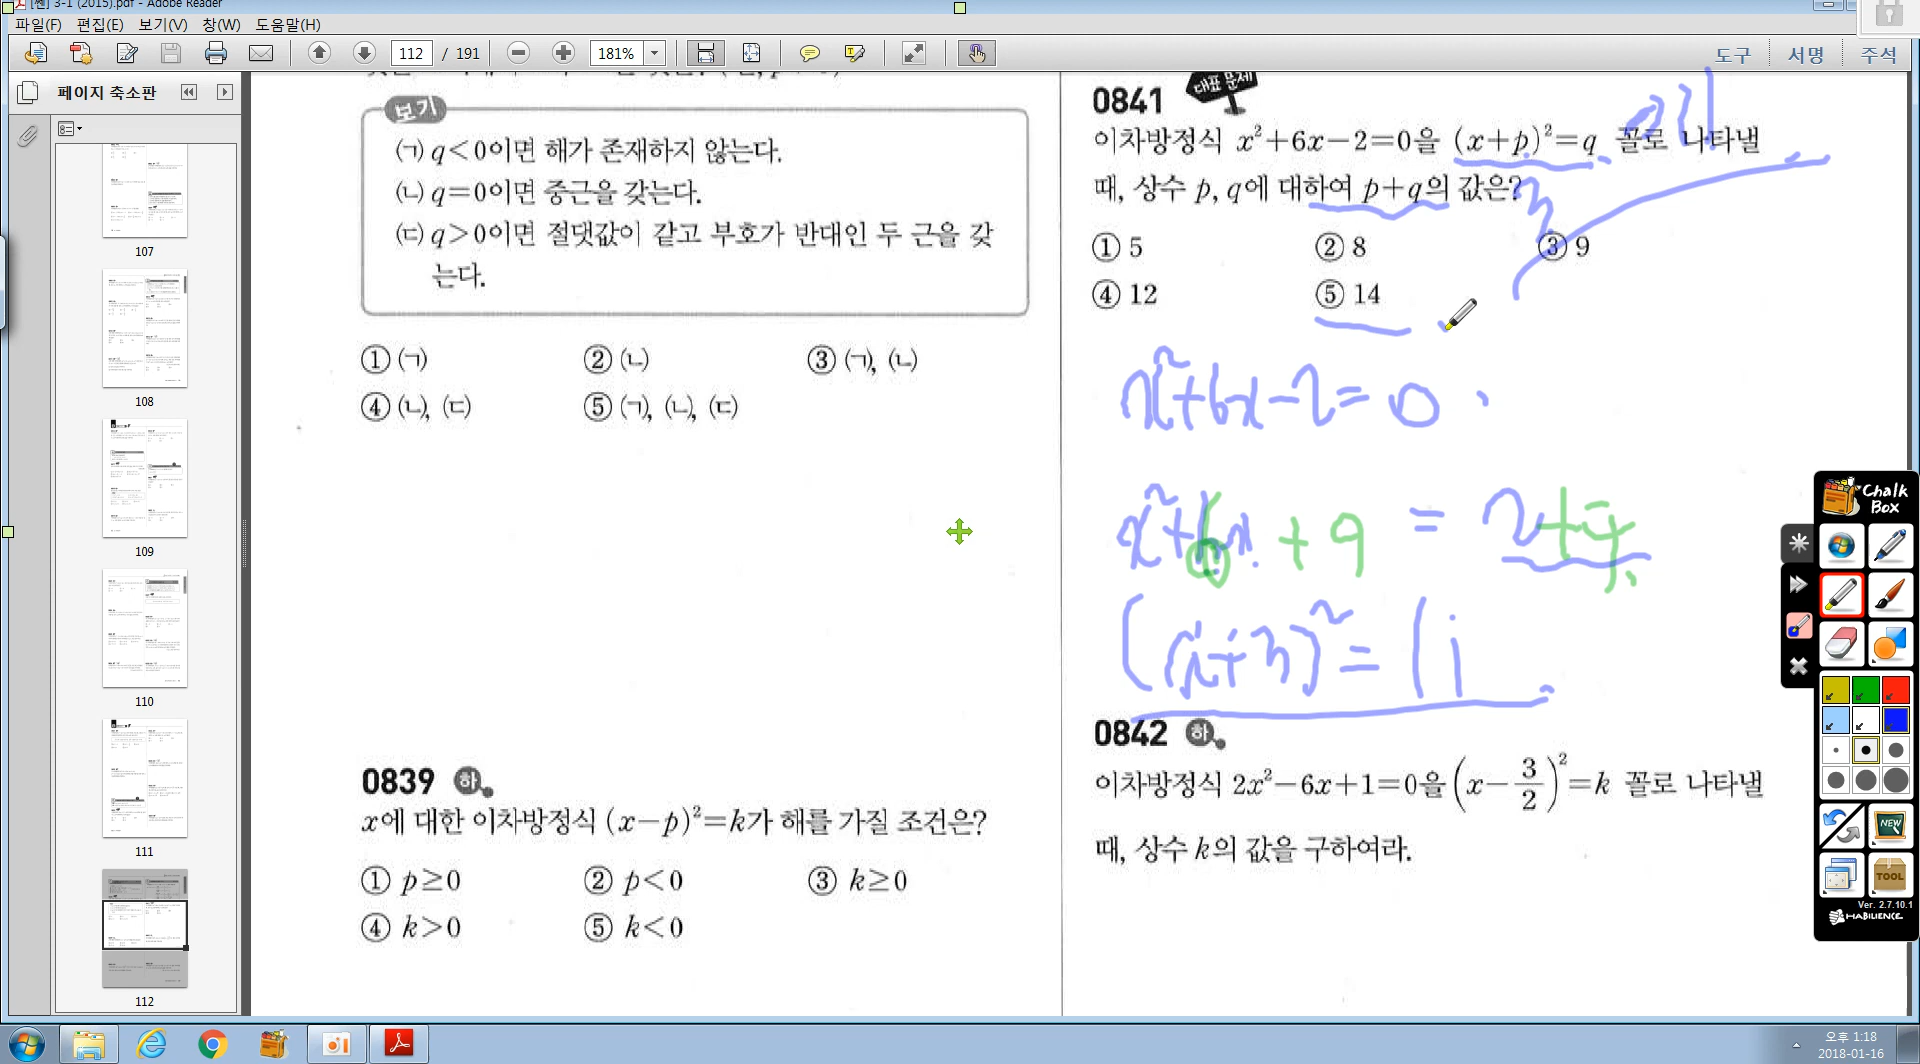 [쎈] 3-1 (2015).pdf - Adobe Reader
파일(F) 편집(E) 보기(V) 창(W) 도움말(H)
112 / 191 181% 도구 서명 주석
페이지 축소판
107
108
109
110
111
112
보기
(ㄱ) q<0이면 해가 존재하지 않는다.
(ㄴ) q=0이면 중근을 갖는다.
(ㄷ) q>0이면 절댓값이 같고 부호가 반대인 두 근을 갖
는다.
① (ㄱ) ② (ㄴ) ③ (ㄱ), (ㄴ)
④ (ㄴ), (ㄷ) ⑤ (ㄱ), (ㄴ), (ㄷ)
0839 하
x에 대한 이차방정식 (x-p)²=k가 해를 가질 조건은?
① p≥0 ② p<0 ③ k≥0
④ k>0 ⑤ k<0
0841 대표 문제
이차방정식 x²+6x-2=0을 (x+p)²=q 꼴로 나타낼
때, 상수 p, q에 대하여 p+q의 값은?
① 5 ② 8 ③ 9
④ 12 ⑤ 14
x²+6x-2=0
x²+6x+9=2+9
(x+3)²=11
0842 하
이차방정식 2x²-6x+1=0을 (x-3/2)²=k 꼴로 나타낼
때, 상수 k의 값을 구하여라.
Chalk
Box
NEW
TOOL
Ver. 2.7.10.1
HABILIENCE
오후 1:18
2018-01-16